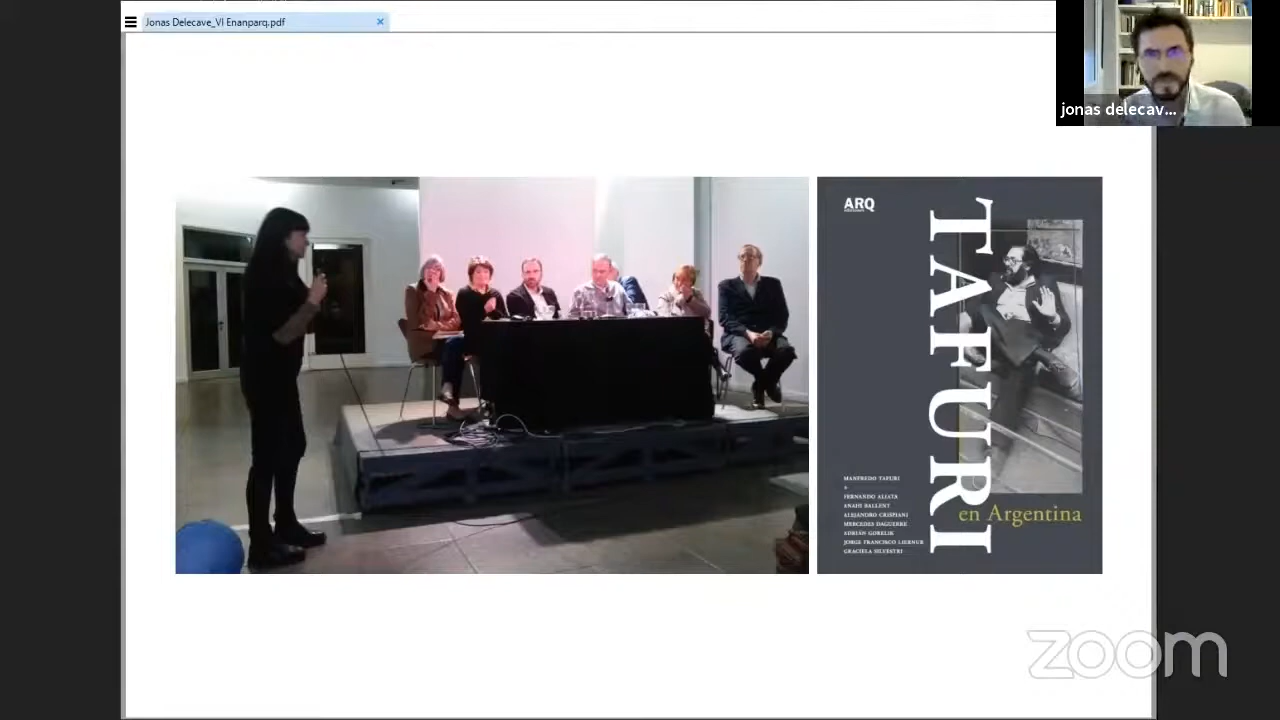 Jonas Delecave_VI Enanparq.pdf
jonas delecav...
ARQ
TAFURI
en Argentina
MANFREDO TAFURI
+
FERNANDO ALIATA
ANAHI BALLENT
ALEJANDRO CRISPIANI
MERCEDES DAGUERRE
ADRIÁN GORELIK
JORGE FRANCISCO LIERNUR
GRACIELA SILVESTRI
zoom